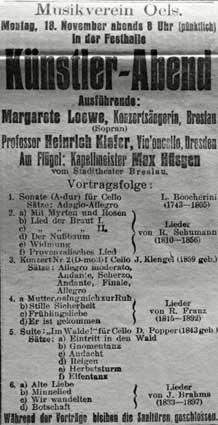 Musikverein Oels.
Montag, 18. November abends 8 Uhr (pünktlich)
in der Festhalle
Künstler-Abend
Ausführende:
Margarete Loewe, Konzertsängerin, Breslau
(Sopran)
Professor Heinrich Kiefer, Violoncello, Dresden
Am Flügel: Kapellmeister Max Hüsgen
vom Stadttheater Breslau.
Vortragsfolge:
1. Sonate (A-dur) für Cello L. Boccherini
Sätze: Adagio-Allegro (1743—1805)
2. a) Mit Myrten und Rosen
b) Lied der Braut I.
c) „ „ II. Lieder
d) Der Nußbaum von R. Schumann
e) Widmung (1810—1856)
f) Provenzalisches Lied
3. Konzert Nr. 2 (D-moll) f. Cello J. Klengel (1859 geb.)
Sätze: Allegro moderato,
Andante, Scherzo,
Andante, Finale,
Allegro
4. a) Mutter, o sing mich zur Ruh
b) Stille Sicherheit Lieder
c) Frühlingslied von R. Franz
d) Er ist gekommen (1815—1892)
5. Suite: „Im Walde“ für Cello D. Popper (1843 geb.)
Sätze: a) Eintritt in den Wald
b) Gnomentanz
c) Andacht
d) Reigen
e) Herbststurm
f) Elfentanz
6. a) Alte Liebe
b) Minnelied Lieder
c) Wir wandelten von J. Brahms
d) Botschaft (1833—1897)
Während der Vorträge bleiben die Saaltüren geschlossen.